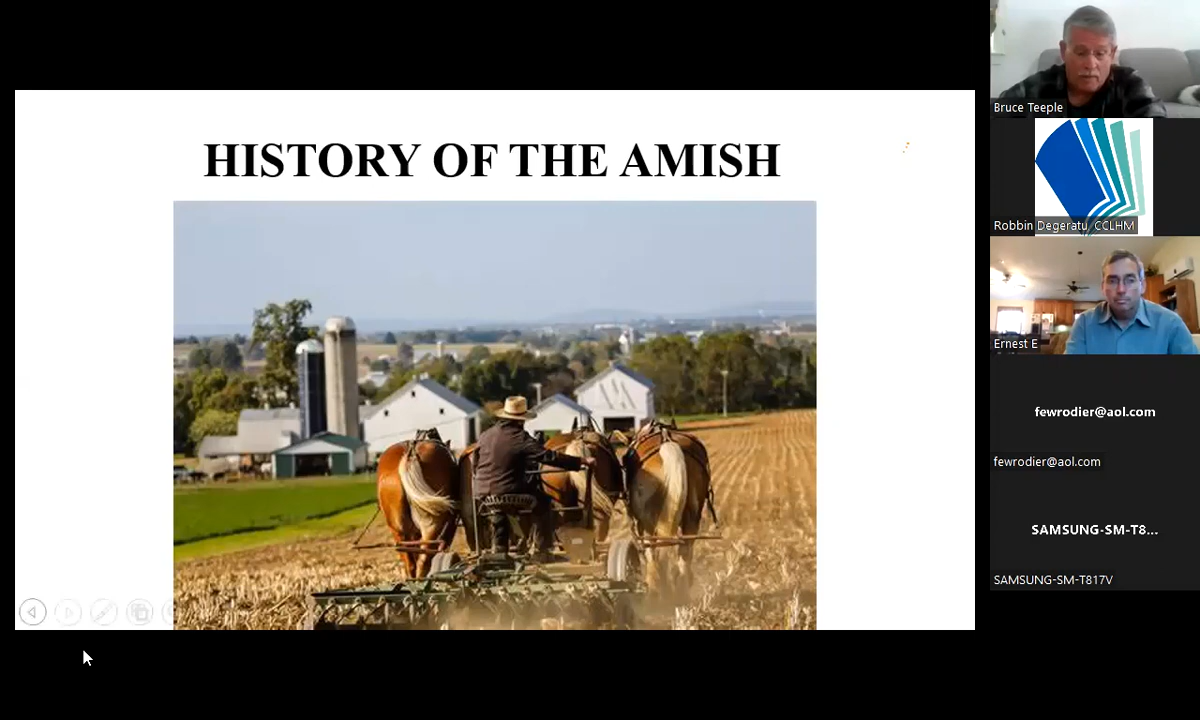 HISTORY OF THE AMISH
Bruce Teeple
Robbin Degeratu, CCLHM
Ernest E
fewrodier@aol.com
fewrodier@aol.com
SAMSUNG-SM-T8...
SAMSUNG-SM-T817V